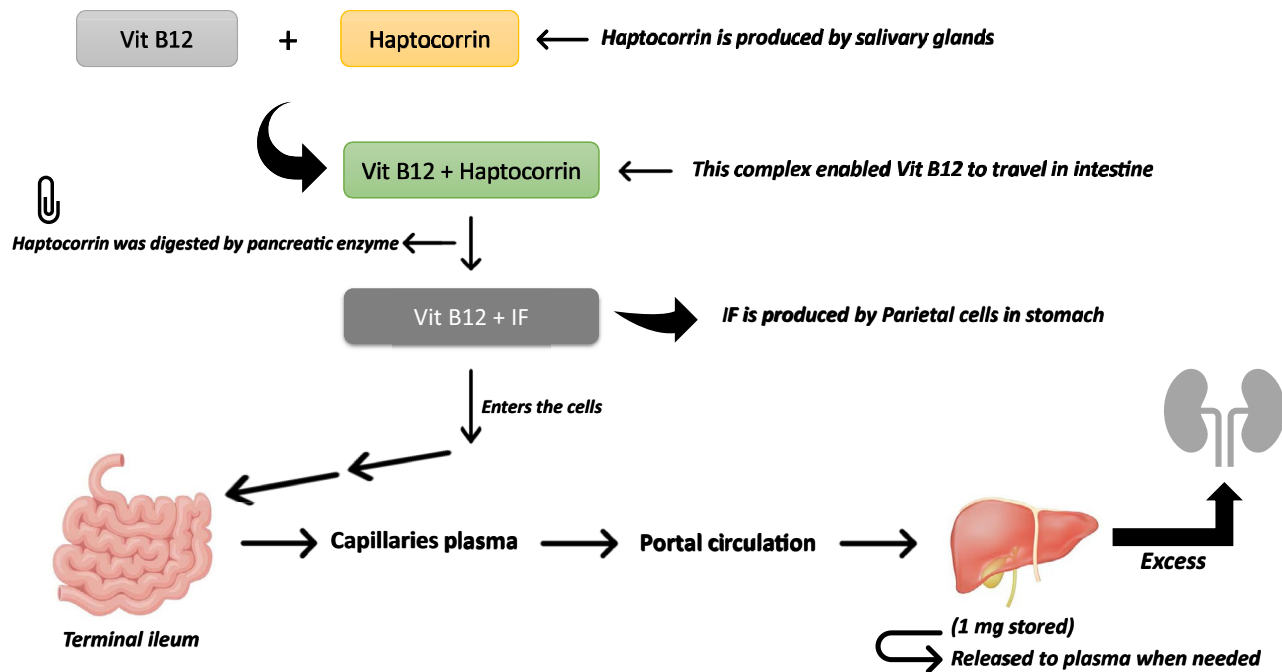 Vit B12
+
Haptocorrin
Haptocorrin is produced by salivary glands
Vit B12 + Haptocorrin
This complex enabled Vit B12 to travel in intestine
Haptocorrin was digested by pancreatic enzyme
Vit B12 + IF
IF is produced by Parietal cells in stomach
Enters the cells
Capillaries plasma
Portal circulation
Excess
Terminal ileum
(1 mg stored)
Released to plasma when needed